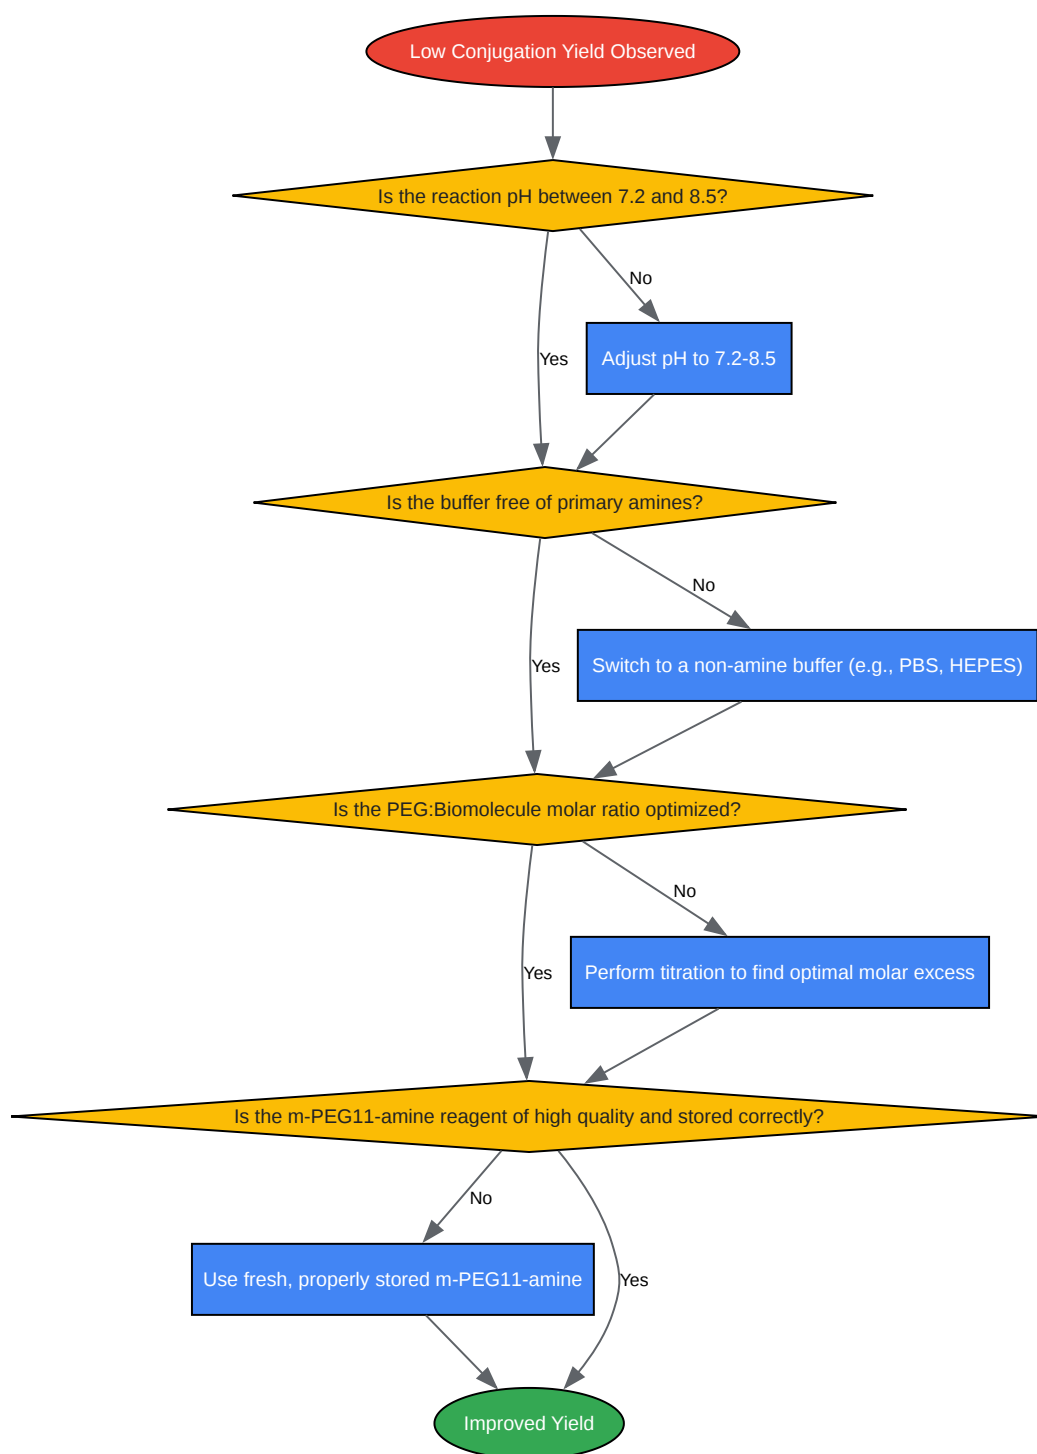 Low Conjugation Yield Observed
Is the reaction pH between 7.2 and 8.5?
No
Yes
Adjust pH to 7.2-8.5
Is the buffer free of primary amines?
No
Yes
Switch to a non-amine buffer (e.g., PBS, HEPES)
Is the PEG:Biomolecule molar ratio optimized?
No
Yes
Perform titration to find optimal molar excess
Is the m-PEG11-amine reagent of high quality and stored correctly?
No
Use fresh, properly stored m-PEG11-amine
Yes
Improved Yield